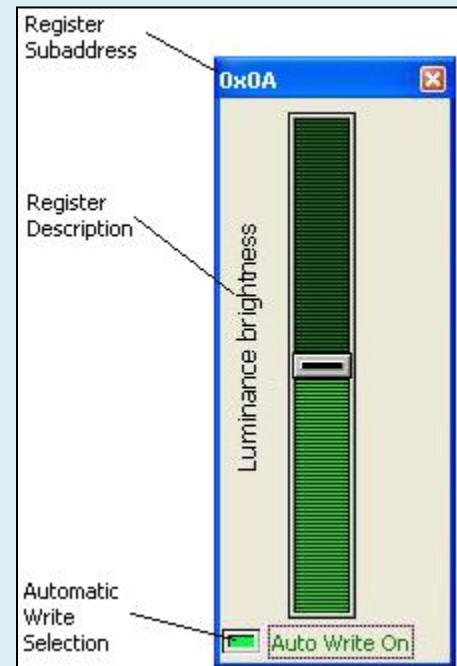 Register
Subaddress
0x0A
Register
Description
Luminance brightness
Automatic
Write
Selection
Auto Write On